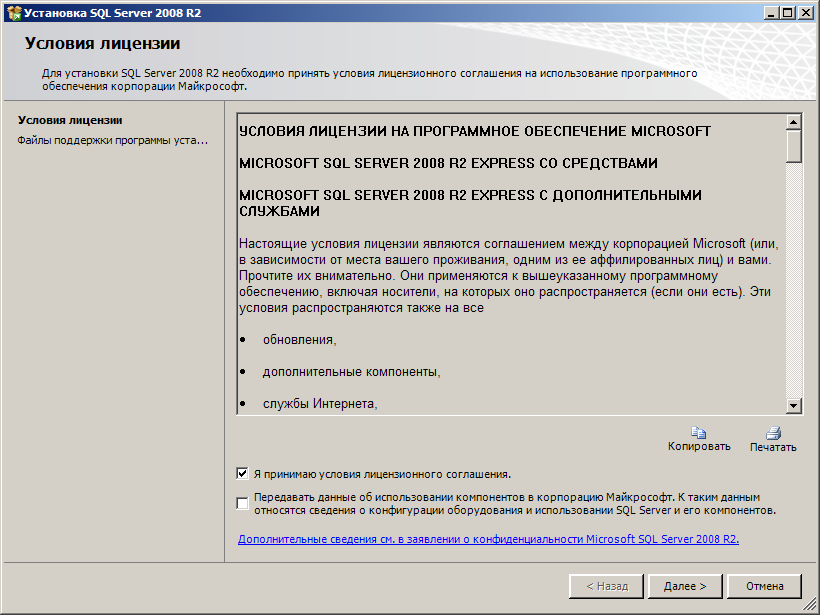 Установка SQL Server 2008 R2
Условия лицензии
Для установки SQL Server 2008 R2 необходимо принять условия лицензионного соглашения на использование программного
обеспечения корпорации Майкрософт.
Условия лицензии
Файлы поддержки программы уста...
УСЛОВИЯ ЛИЦЕНЗИИ НА ПРОГРАММНОЕ ОБЕСПЕЧЕНИЕ MICROSOFT
MICROSOFT SQL SERVER 2008 R2 EXPRESS СО СРЕДСТВАМИ
MICROSOFT SQL SERVER 2008 R2 EXPRESS С ДОПОЛНИТЕЛЬНЫМИ
СЛУЖБАМИ
Настоящие условия лицензии являются соглашением между корпорацией Microsoft (или,
в зависимости от места вашего проживания, одним из ее аффилированных лиц) и вами.
Прочтите их внимательно. Они применяются к вышеуказанному программному
обеспечению, включая носители, на которых оно распространяется (если они есть). Эти
условия распространяются также на все
• обновления,
• дополнительные компоненты,
• службы Интернета,
Копировать
Печатать
Я принимаю условия лицензионного соглашения.
Передавать данные об использовании компонентов в корпорацию Майкрософт. К таким данным
относятся сведения о конфигурации оборудования и использовании SQL Server и его компонентов.
Дополнительные сведения см. в заявлении о конфиденциальности Microsoft SQL Server 2008 R2.
< Назад
Далее >
Отмена